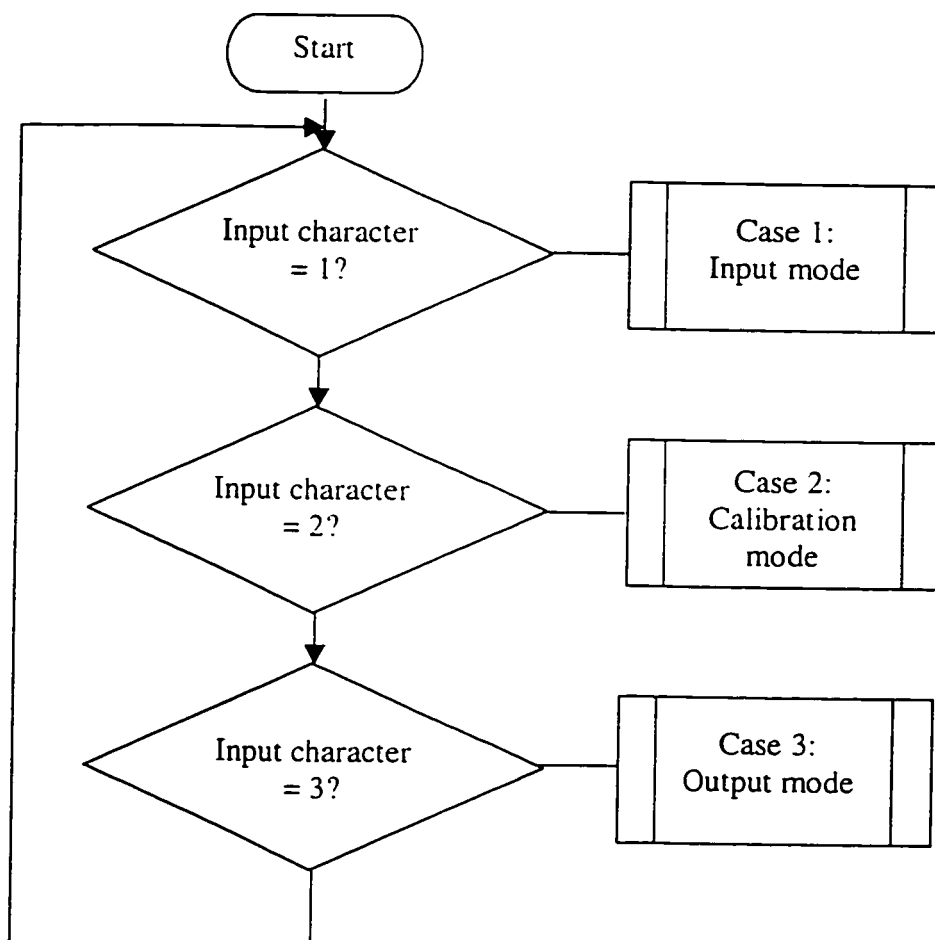 Start
Input character
= 1?
Case 1:
Input mode
Input character
= 2?
Case 2:
Calibration
mode
Input character
= 3?
Case 3:
Output mode